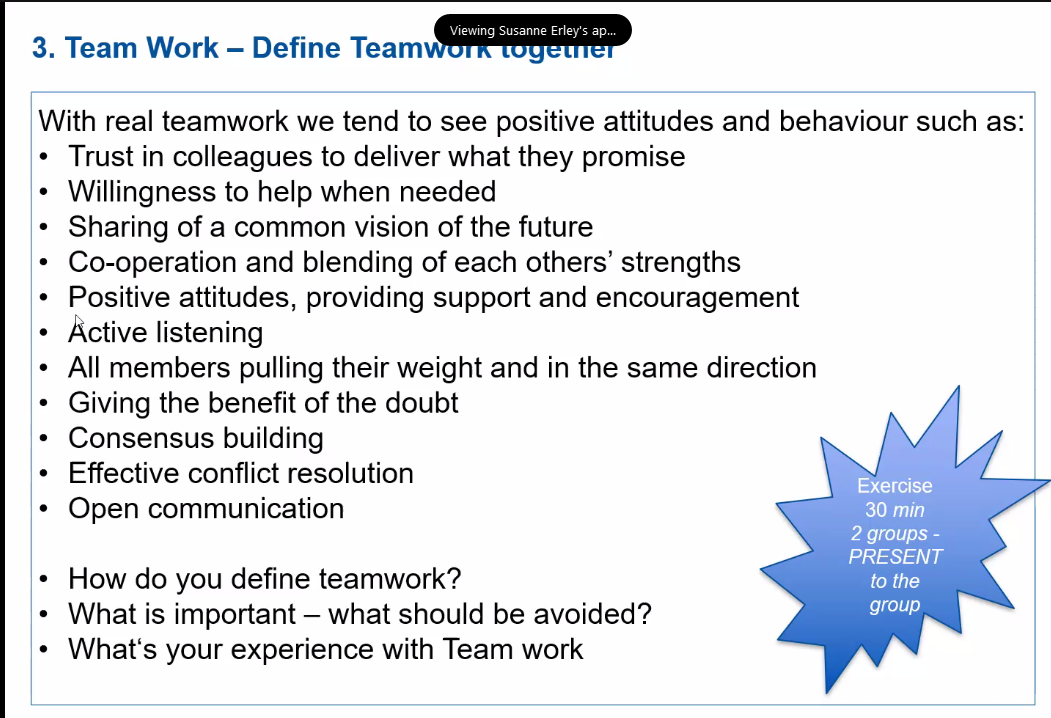 Viewing Susanne Erley's ap...
3. Team Work – Define Teamwork together
With real teamwork we tend to see positive attitudes and behaviour such as:
• Trust in colleagues to deliver what they promise
• Willingness to help when needed
• Sharing of a common vision of the future
• Co-operation and blending of each others’ strengths
• Positive attitudes, providing support and encouragement
• Active listening
• All members pulling their weight and in the same direction
• Giving the benefit of the doubt
• Consensus building
• Effective conflict resolution
• Open communication
• How do you define teamwork?
• What is important – what should be avoided?
• What‘s your experience with Team work
Exercise
30 min
2 groups -
PRESENT
to the
group